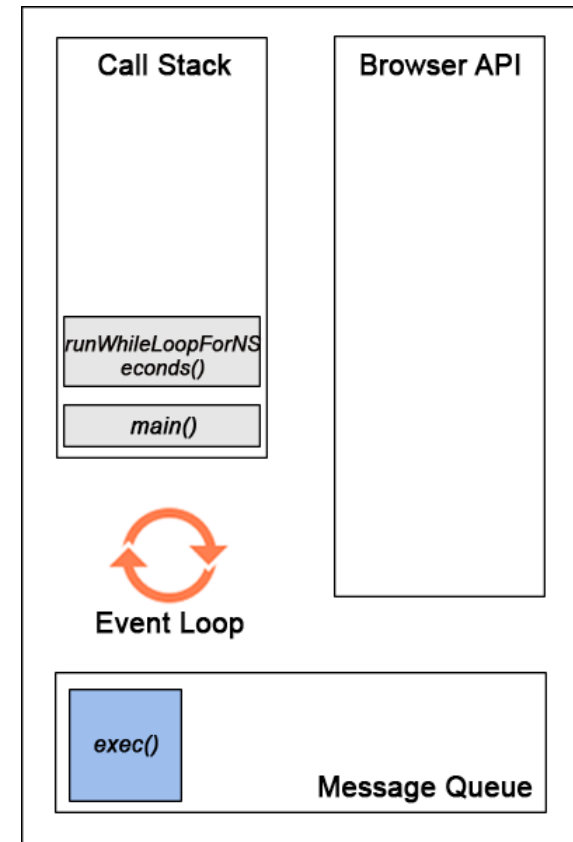 Call Stack
Browser API
runWhileLoopForNS
econds()
main()
Event Loop
exec()
Message Queue